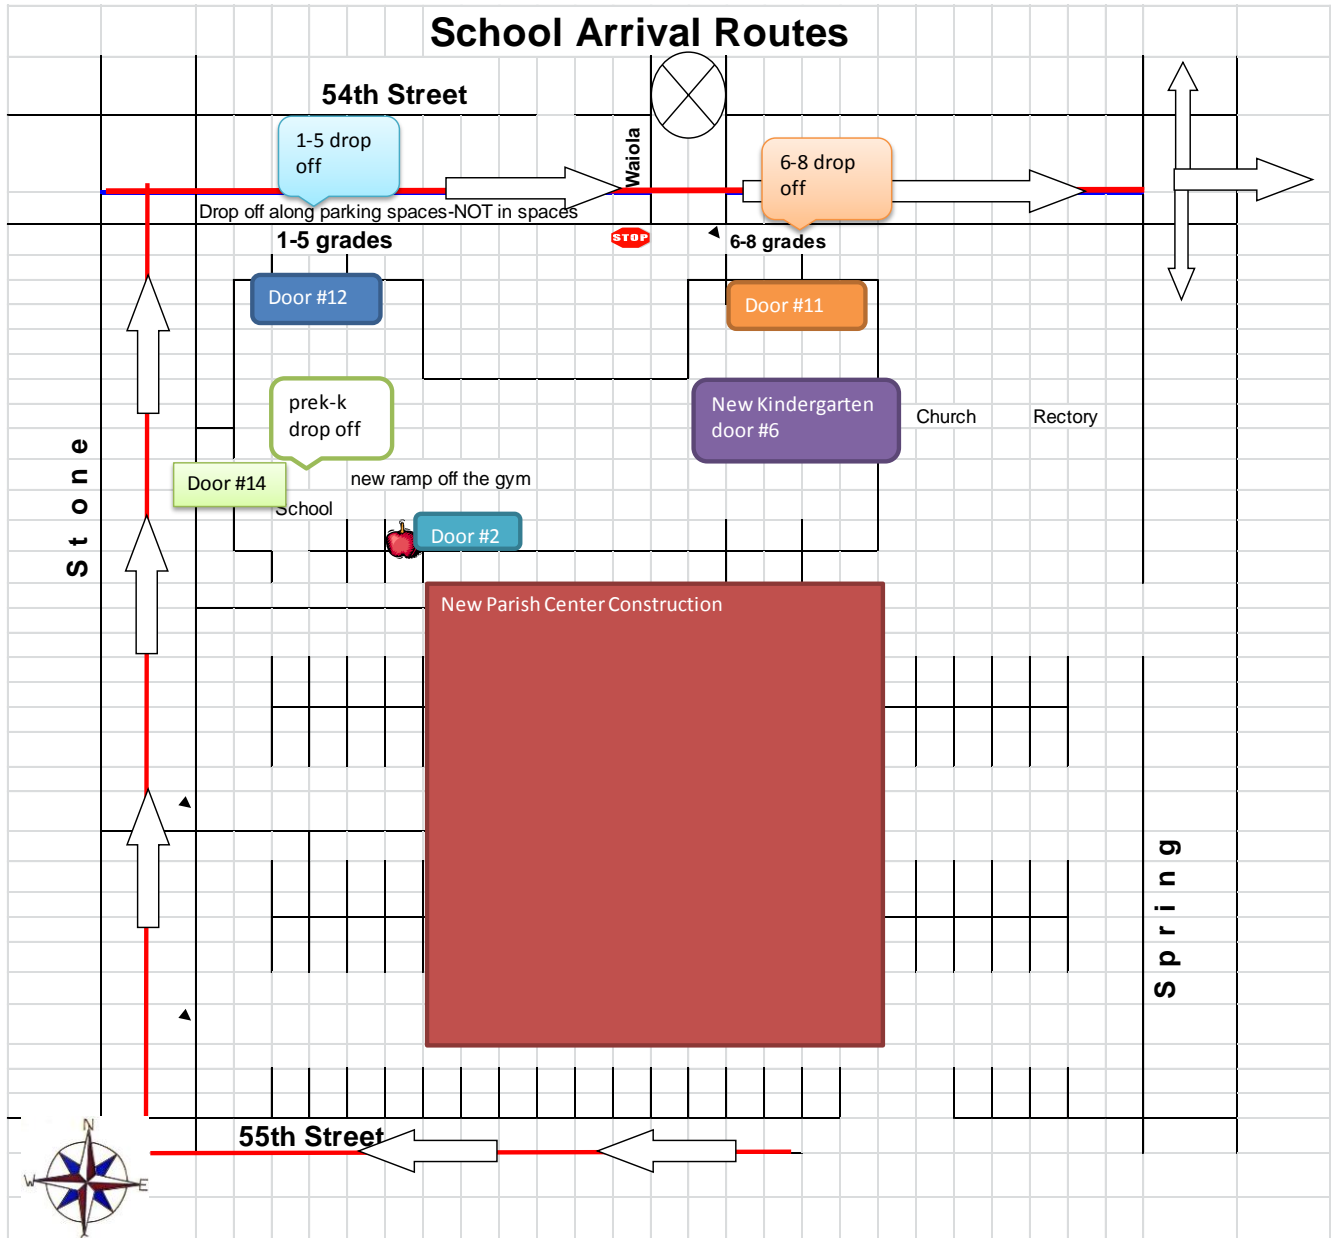 School Arrival Routes
54th Street
1-5 drop
off
Waiola
6-8 drop
off
Drop off along parking spaces-NOT in spaces
1-5 grades
STOP
6-8 grades
Door #12
Door #11
prek-k
drop off
New Kindergarten
door #6
Church
Rectory
Stone
Door #14
new ramp off the gym
School
Door #2
New Parish Center Construction
Spring
55th Street
N
W
E